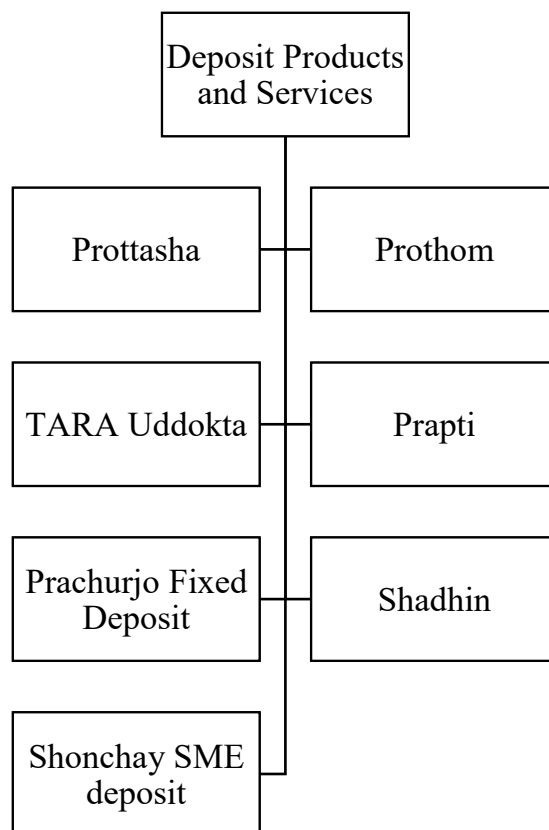 Deposit Products
and Services
Prottasha
Prothom
TARA Uddokta
Prapti
Prachurjo Fixed
Deposit
Shadhin
Shonchay SME
deposit